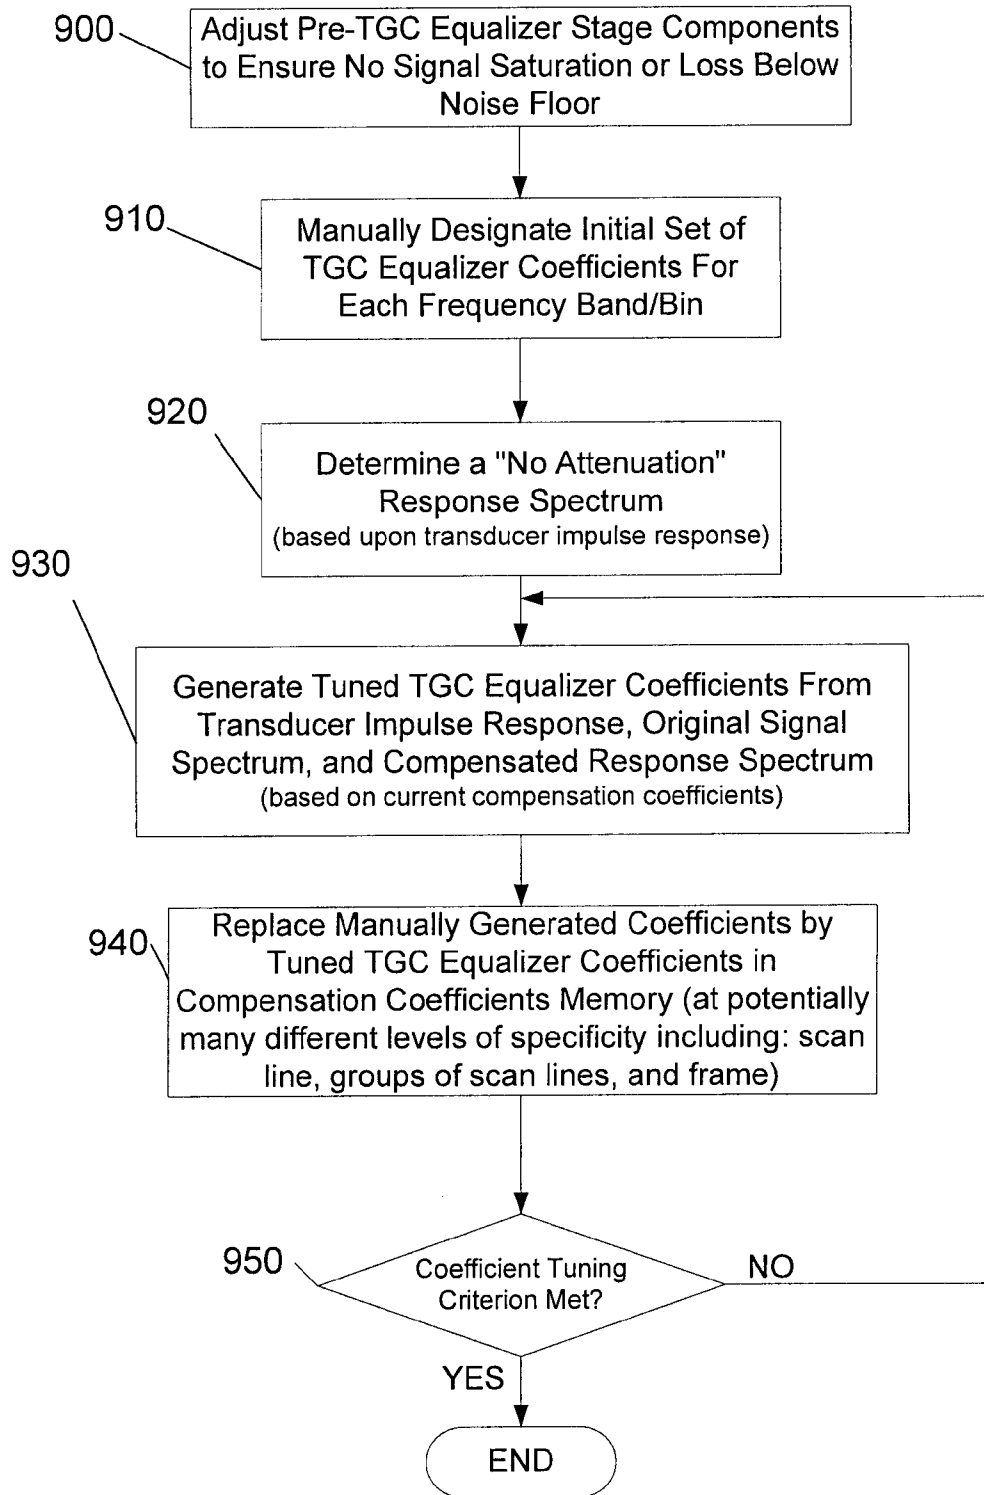 900
Adjust Pre-TGC Equalizer Stage Components
to Ensure No Signal Saturation or Loss Below
Noise Floor
910
Manually Designate Initial Set of
TGC Equalizer Coefficients For
Each Frequency Band/Bin
920
Determine a "No Attenuation"
Response Spectrum
(based upon transducer impulse response)
930
Generate Tuned TGC Equalizer Coefficients From
Transducer Impulse Response, Original Signal
Spectrum, and Compensated Response Spectrum
(based on current compensation coefficients)
940
Replace Manually Generated Coefficients by
Tuned TGC Equalizer Coefficients in
Compensation Coefficients Memory (at potentially
many different levels of specificity including: scan
line, groups of scan lines, and frame)
950
Coefficient Tuning
Criterion Met?
NO
YES
END